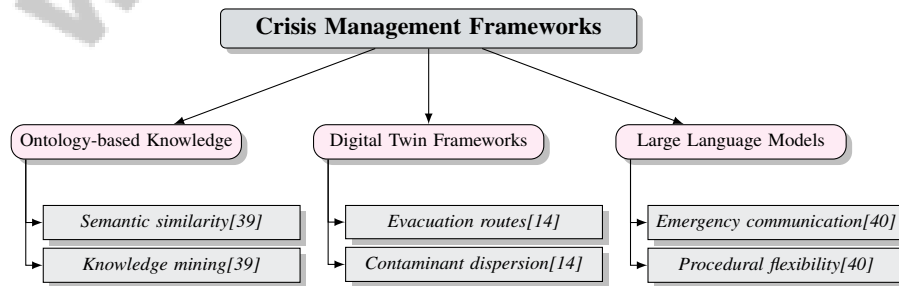 Crisis Management Frameworks
Ontology-based Knowledge
Digital Twin Frameworks
Large Language Models
Semantic similarity[39]
Evacuation routes[14]
Emergency communication[40]
Knowledge mining[39]
Contaminant dispersion[14]
Procedural flexibility[40]